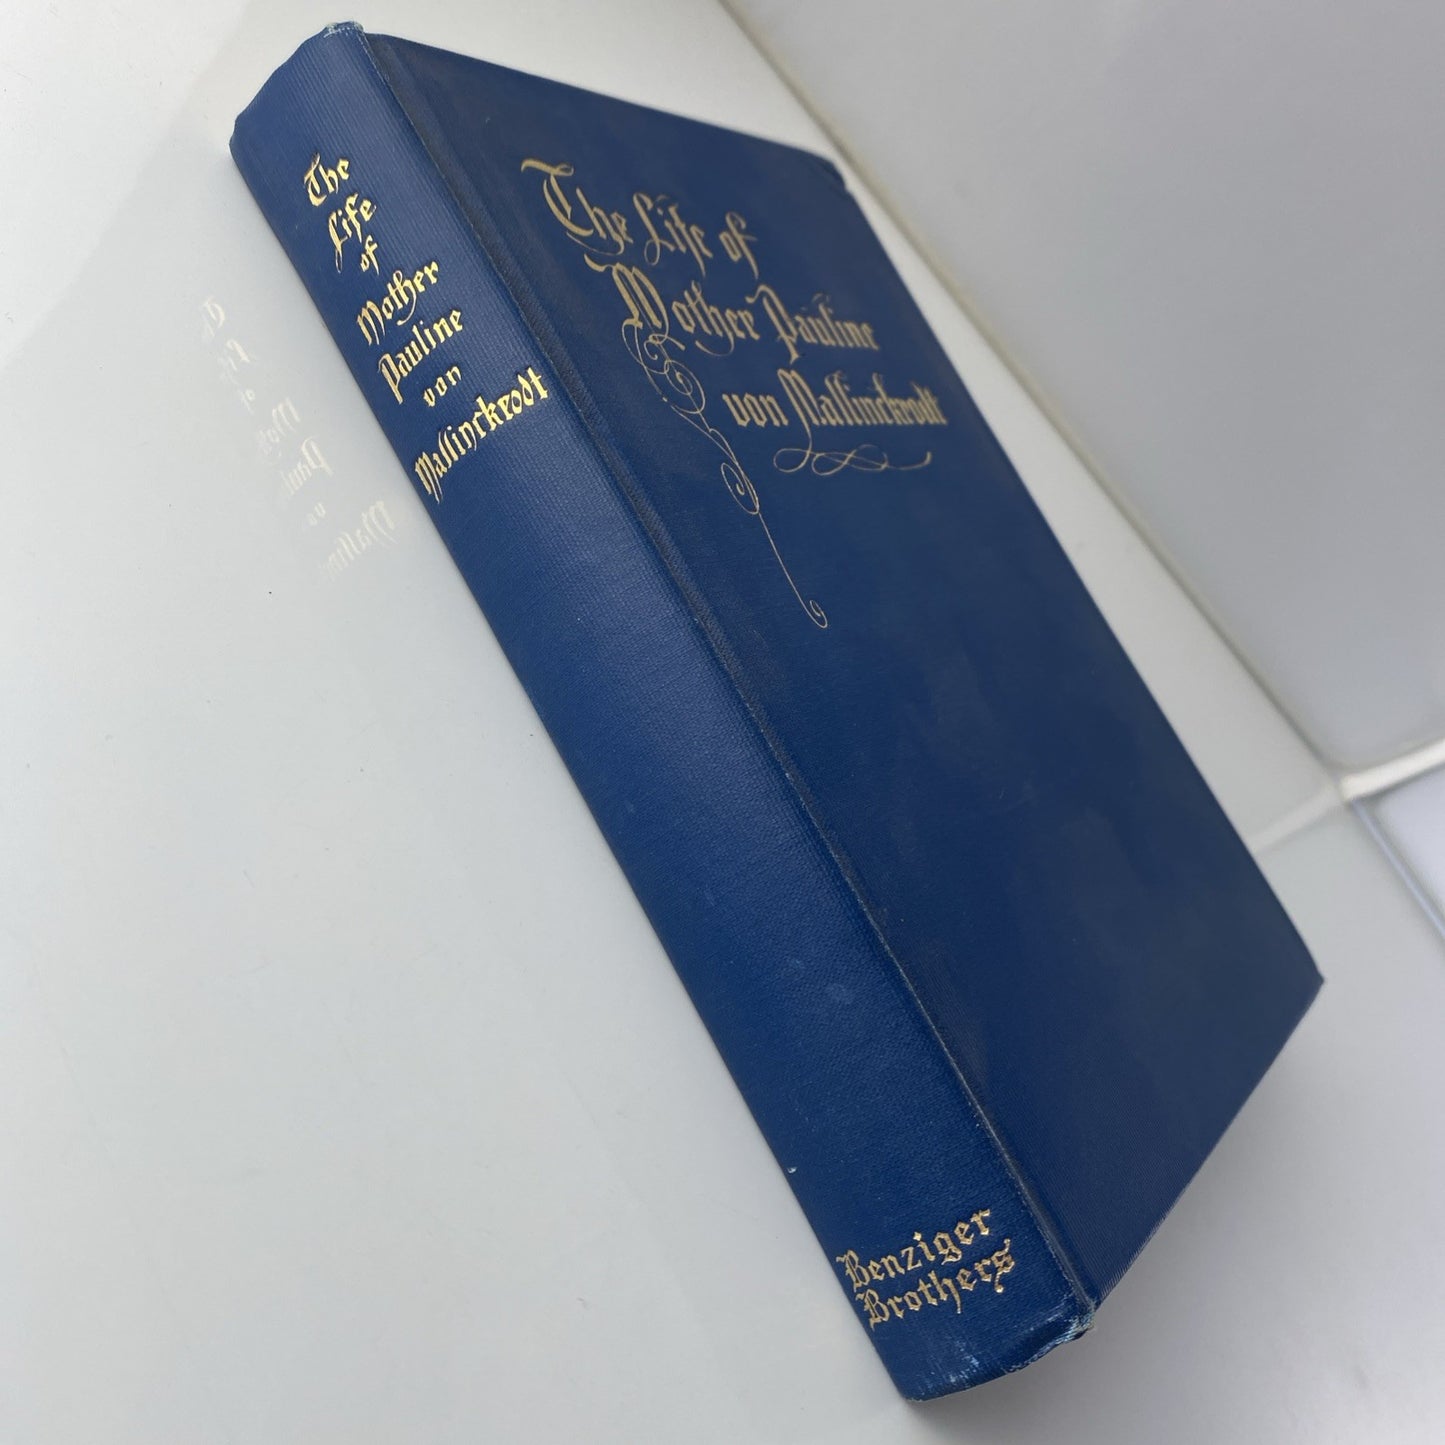 The
Life
of
Mother
Pauline
von
Mallinckrodt
The Life of
Mother Pauline
von Mallinckrodt
Benziger
Brothers